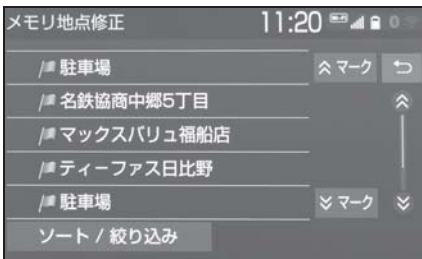 メモリ地点修正 11:20
駐車場 マーク
名鉄協商中郷5丁目
マックスバリュ福船店
ティーファス日比野
駐車場 マーク
ソート / 絞り込み